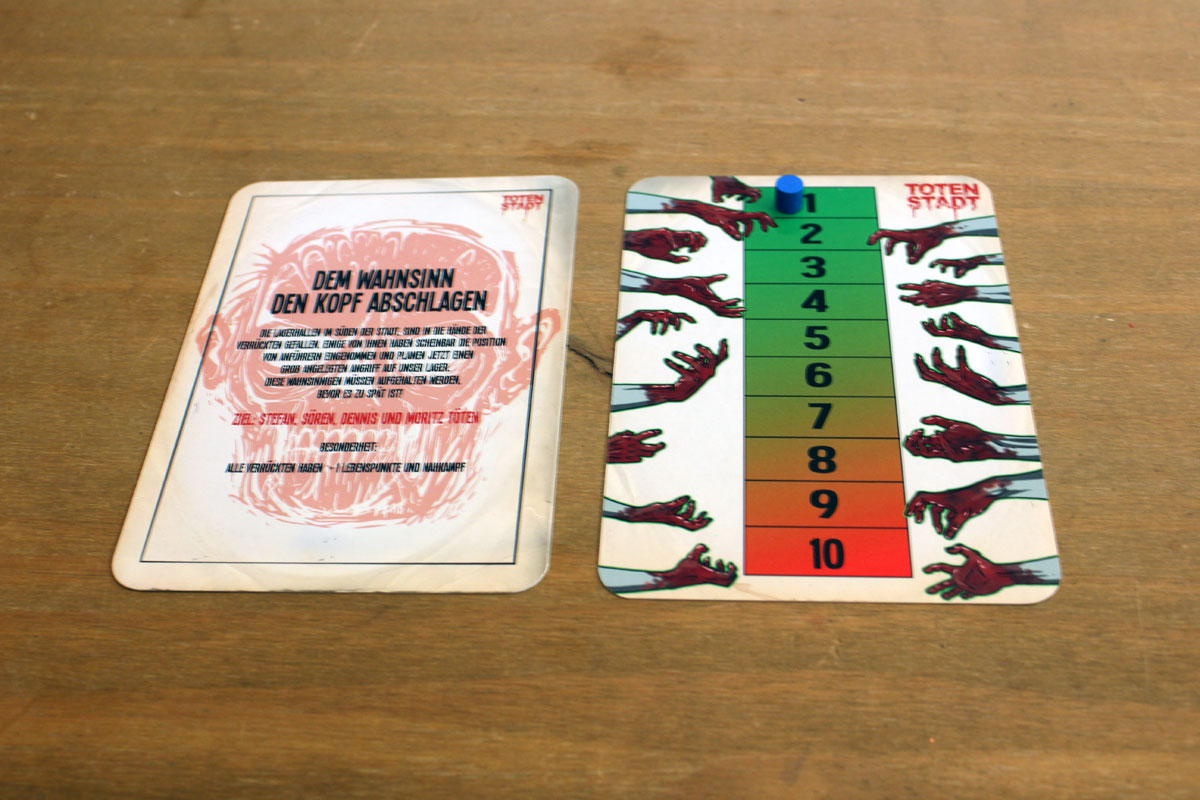 TOTEN
STADT
DEM WAHNSINN
DEN KOPF ABSCHLAGEN
DIE LAGERHALLEN IM SÜDEN DER STADT, SIND IN DIE HÄNDE DER
VERRÜCKTEN GEFALLEN. EINIGE VON IHNEN HABEN SCHEINBAR DIE POSITION
VON ANFÜHRERN EINGENOMMEN UND PLANEN JETZT EINEN
GROß ANGELEGTEN ANGRIFF AUF UNSER LAGER.
DIESE WAHNSINNIGEN MÜSSEN AUFGEHALTEN WERDEN,
BEVOR ES ZU SPÄT IST!
ZIEL: STEFAN, SÖREN, DENNIS UND MORITZ TÖTEN
BESONDERHEIT:
ALLE VERRÜCKTEN HABEN -1 LEBENSPUNKTE UND NAHKAMPF
TOTEN
STADT
1
2
3
4
5
6
7
8
9
10